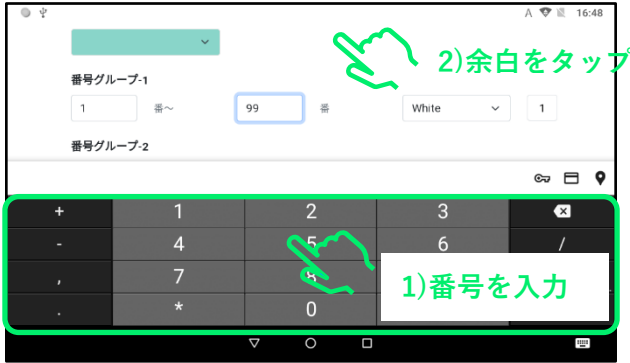 A 16:48
2)余白をタップ
番号グループ-1
1 番～ 99 番 White 1
番号グループ-2
+ 1 2 3
- 4 5 6 /
, 7 8
1)番号を入力
. * 0